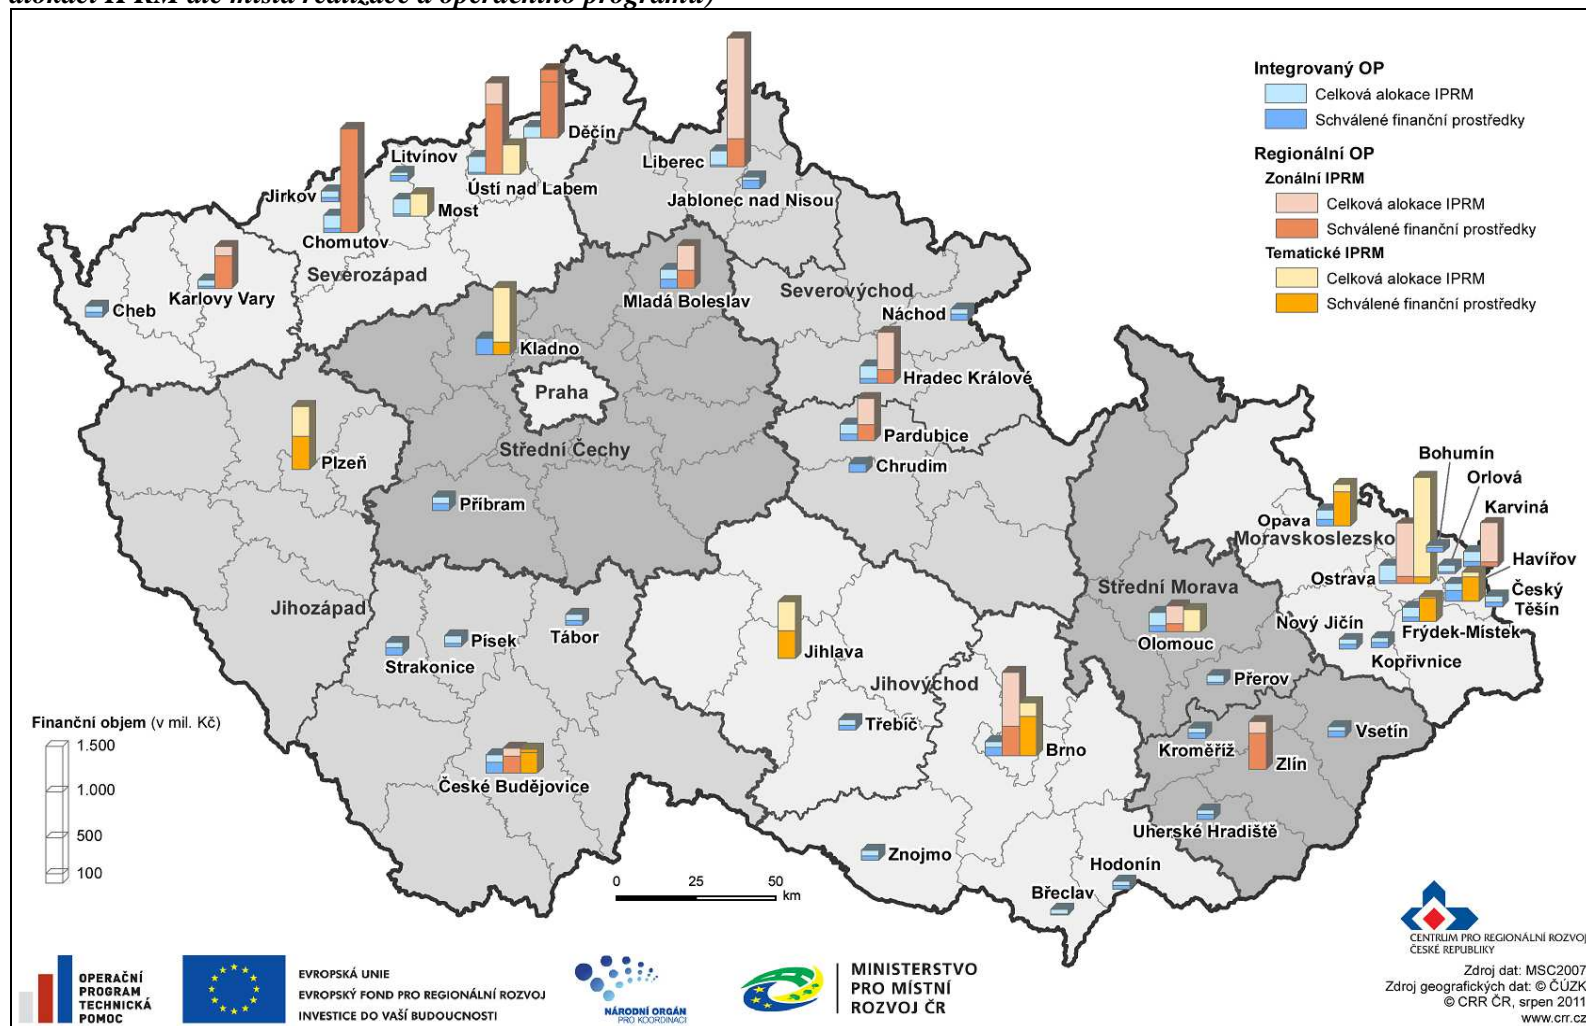 alokací IPRM dle místa realizace a operačního programu)
Integrovaný OP
Celková alokace IPRM
Schválené finanční prostředky
Regionální OP
Zonální IPRM
Celková alokace IPRM
Schválené finanční prostředky
Tematické IPRM
Celková alokace IPRM
Schválené finanční prostředky
Děčín
Litvínov
Liberec
Ústí nad Labem
Jirkov
Jablonec nad Nisou
Most
Chomutov
Severozápad
Karlovy Vary
Mladá Boleslav
Severovýchod
Cheb
Náchod
Kladno
Hradec Králové
Praha
Pardubice
Střední Čechy
Plzeň
Chrudim
Bohumín
Orlová
Příbram
Karviná
Opava
Moravskoslezsko
Havířov
Ostrava
Střední Morava
Český
Těšín
Jihozápad
Nový Jičín
Frýdek-Místek
Tábor
Písek
Olomouc
Strakonice
Jihlava
Kopřivnice
Přerov
Jihovýchod
Finanční objem (v mil. Kč)
1.500
1.000
500
100
Třebíč
Vsetín
Brno
Kroměříž
Zlín
České Budějovice
Uherské Hradiště
Znojmo
Hodonín
Břeclav
0 25 50
km
OPERAČNÍ
PROGRAM
TECHNICKÁ
POMOC
EVROPSKÁ UNIE
EVROPSKÝ FOND PRO REGIONÁLNÍ ROZVOJ
INVESTICE DO VAŠÍ BUDOUCNOSTI
NÁRODNÍ ORGÁN
PRO KOORDINACI
MINISTERSTVO
PRO MÍSTNÍ
ROZVOJ ČR
CENTRUM PRO REGIONÁLNÍ ROZVOJ
ČESKÉ REPUBLIKY
Zdroj dat: MSC2007
Zdroj geografických dat: © ČÚZK
© CRR ČR, srpen 2011
www.crr.cz